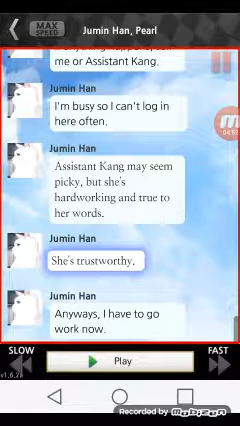 MAX
SPEED
Jumin Han, Pearl
me or Assistant Kang.
Jumin Han
I'm busy so I can't log in
here often.
Jumin Han
Assistant Kang may seem
picky, but she's
hardworking and true to
her words.
Jumin Han
She's trustworthy.
Jumin Han
Anyways, I have to go
work now.
SLOW
Play
FAST
Recorded by mobizen